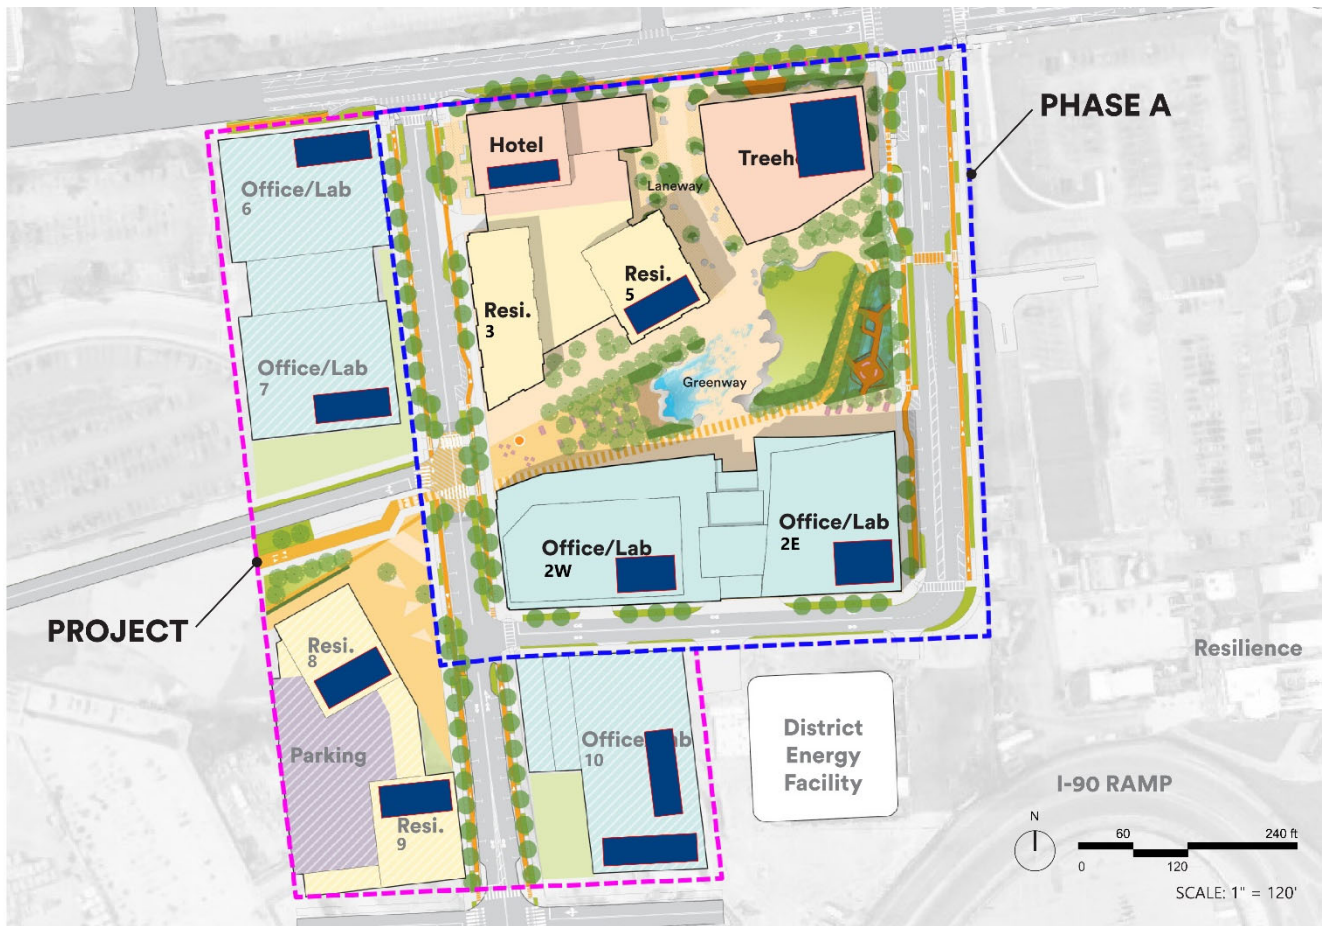 PHASE A
Hotel
Treeh
Office/Lab
6
Laneway
Resi.
5
Resi.
3
Office/Lab
7
Greenway
Office/Lab
2E
Office/Lab
2W
PROJECT
Resi.
8
Resilience
Parking
Office
10
District
Energy
Facility
I-90 RAMP
Resi.
9
N
60
240 ft
0
120
SCALE: 1" = 120'